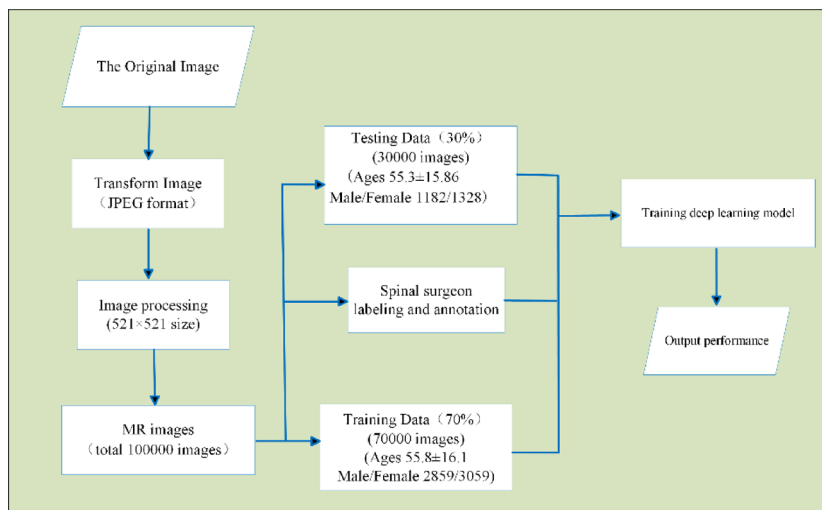 The Original Image
Transform Image
（JPEG format）
Image processing
(521×521 size)
MR images
（total 100000 images）
Testing Data（30%）
(30000 images)
（Ages 55.3±15.86
Male/Female 1182/1328)
Spinal surgeon
labeling and annotation
Training Data（70%）
(70000 images)
(Ages 55.8±16.1
Male/Female 2859/3059)
Training deep learning model
Output performance